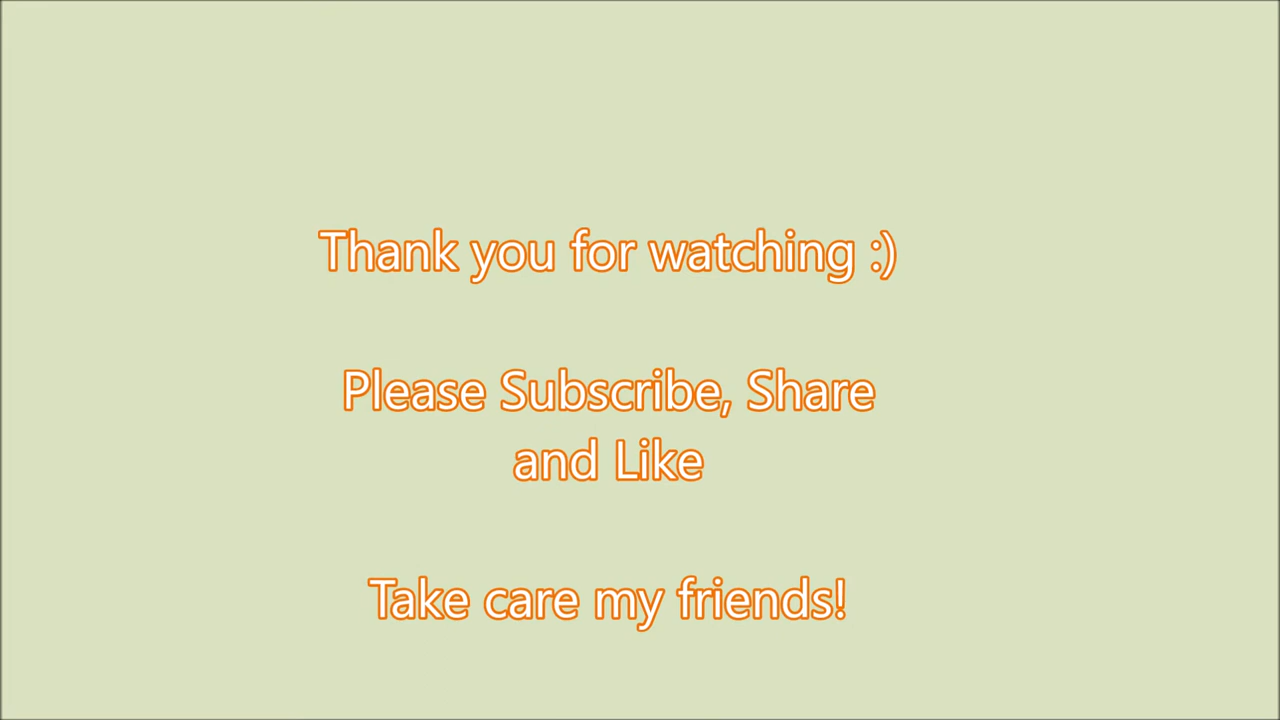 Thank you for watching :)
Please Subscribe, Share
and Like
Take care my friends!